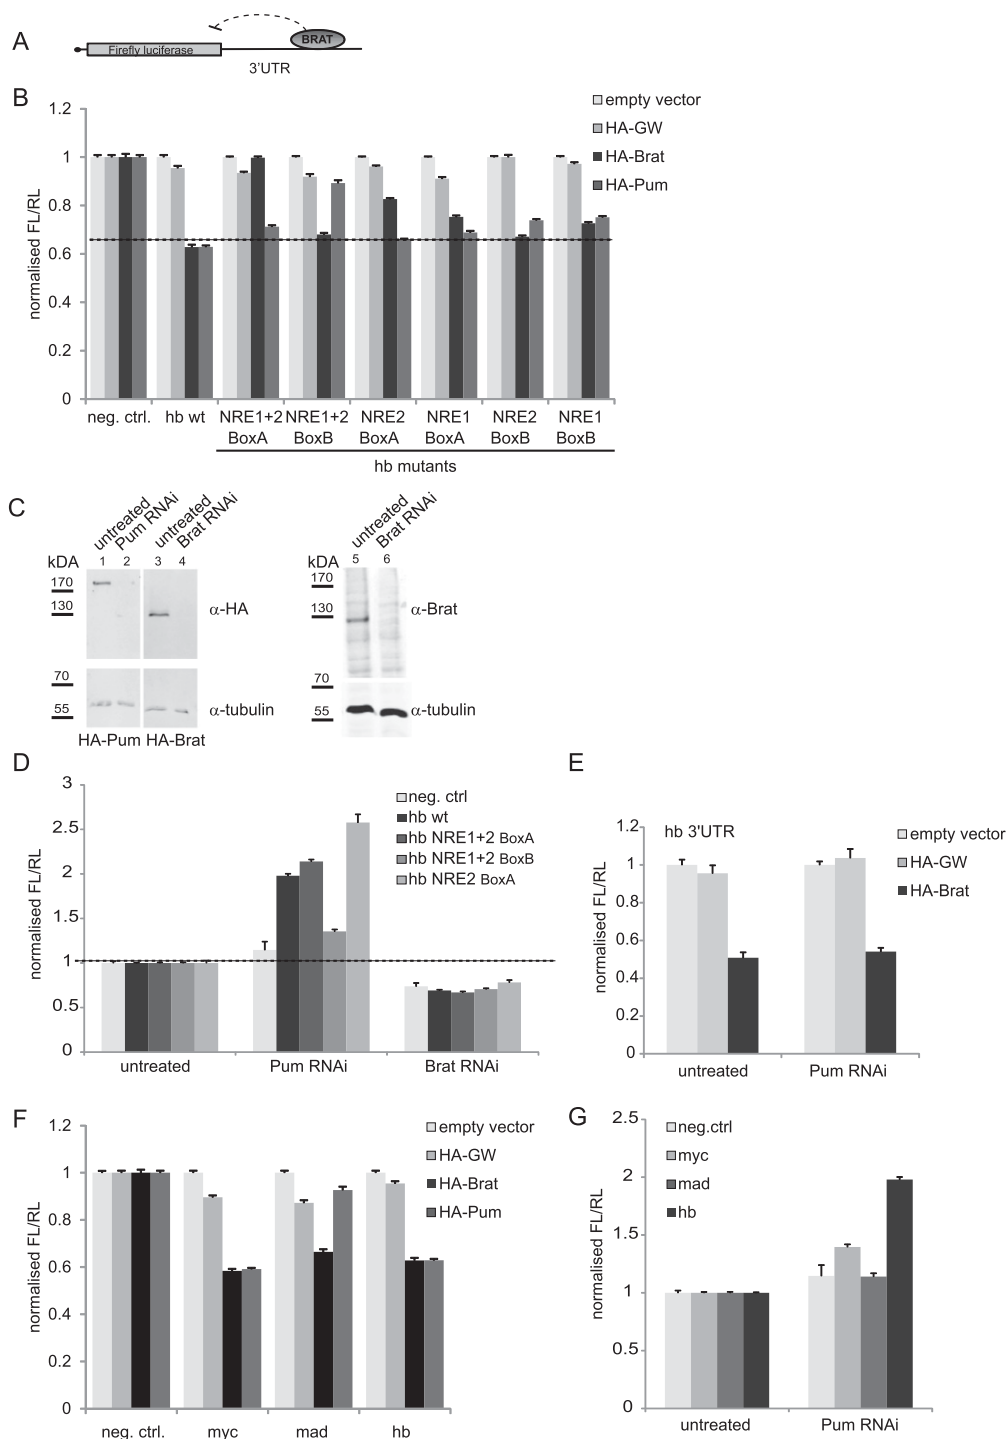 A
Firefly luciferase
BRAT
3'UTR
B
normalised FL/RL
1.2
1
0.8
0.6
0.4
0.2
0
empty vector
HA-GW
HA-Brat
HA-Pum
neg. ctrl.
hb wt
NRE1+2 BoxA
NRE1+2 BoxB
NRE2 BoxA
NRE1 BoxA
NRE2 BoxB
NRE1 BoxB
hb mutants
C
untreated
Pum RNAi
untreated
Brat RNAi
kDA
1 2 3 4
170
130
α-HA
70
55
α-tubulin
HA-Pum HA-Brat
untreated
Brat RNAi
kDA
5 6
170
130
α-Brat
70
55
α-tubulin
D
normalised FL/RL
3
2.5
2
1.5
1
0.5
0
neg. ctrl
hb wt
hb NRE1+2 BoxA
hb NRE1+2 BoxB
hb NRE2 BoxA
untreated
Pum RNAi
Brat RNAi
E
hb 3'UTR
normalised FL/RL
1.2
1
0.8
0.6
0.4
0.2
0
empty vector
HA-GW
HA-Brat
untreated
Pum RNAi
F
normalised FL/RL
1.2
1
0.8
0.6
0.4
0.2
0
empty vector
HA-GW
HA-Brat
HA-Pum
neg. ctrl.
myc
mad
hb
G
normalised FL/RL
2.5
2
1.5
1
0.5
0
neg.ctrl
myc
mad
hb
untreated
Pum RNAi